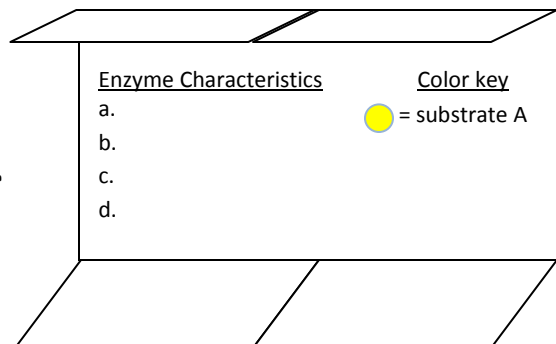 Enzyme Characteristics
a.
b.
c.
d.
Color key
= substrate A